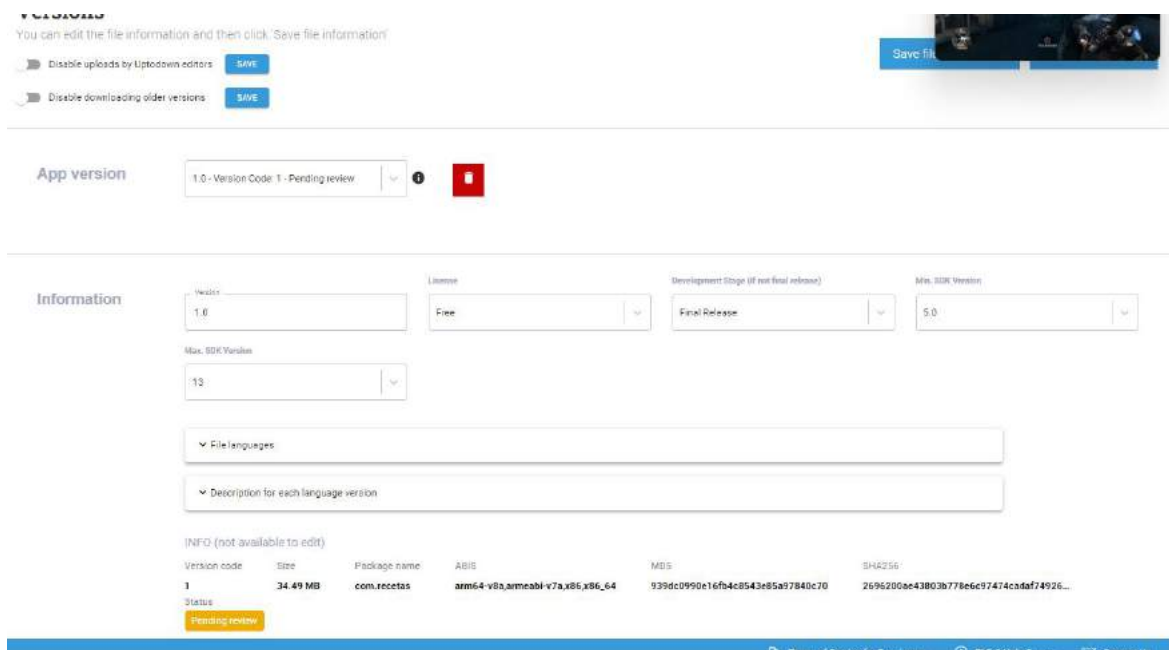 Versions
You can edit the file information and then click 'Save file information'
Disable uploads by Uptodown editors SAVE
Save file
Disable downloading older versions SAVE
App version
1.0 - Version Code: 1 - Pending review
Information
Version
1.0
License
Free
Development Stage (if not final release)
Final Release
Min. SDK Version
5.0
Max. SDK Version
13
File languages
Description for each language version
INFO (not available to edit)
Version code Size Package name ABIS MD5 SHA256
1 34.49 MB com.recetas arm64-v8a,armeabi-v7a,x86,x86_64 939dc0990e16fb4c8543e85a97840c70 2696200ae43803b778e6c97474cadaf74926...
Status
Pending review